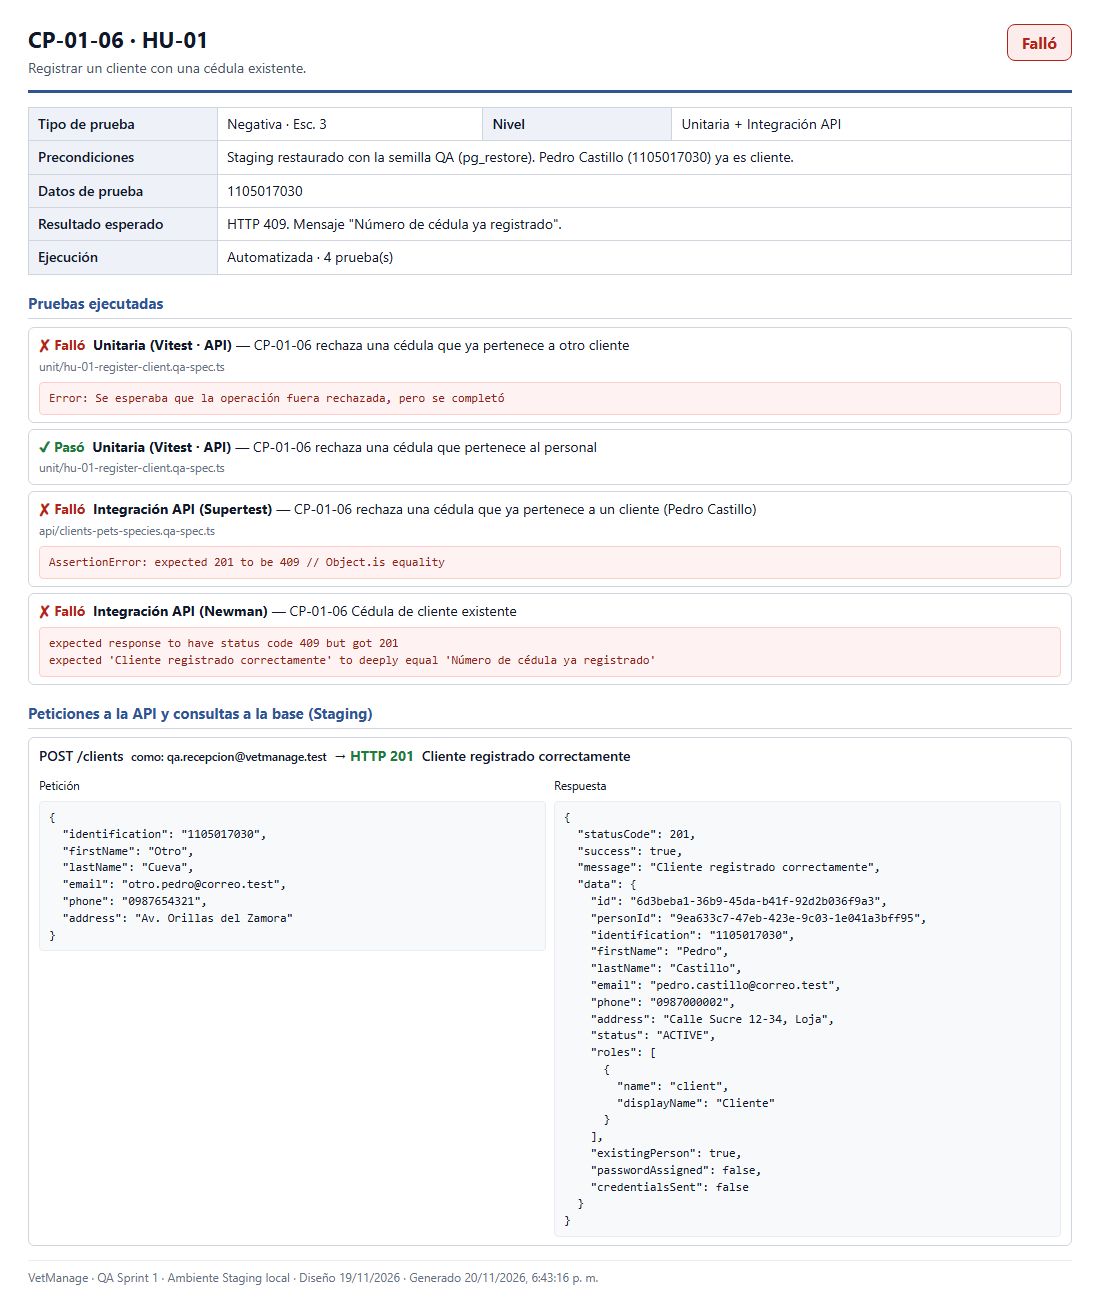 CP-01-06 · HU-01
Falló
Registrar un cliente con una cédula existente.
Tipo de prueba Negativa · Esc. 3 Nivel Unitaria + Integración API
Precondiciones Staging restaurado con la semilla QA (pg_restore). Pedro Castillo (1105017030) ya es cliente.
Datos de prueba 1105017030
Resultado esperado HTTP 409. Mensaje "Número de cédula ya registrado".
Ejecución Automatizada · 4 prueba(s)
Pruebas ejecutadas
✗ Falló Unitaria (Vitest · API) — CP-01-06 rechaza una cédula que ya pertenece a otro cliente
unit/hu-01-register-client.qa-spec.ts
Error: Se esperaba que la operación fuera rechazada, pero se completó
✓ Pasó Unitaria (Vitest · API) — CP-01-06 rechaza una cédula que pertenece al personal
unit/hu-01-register-client.qa-spec.ts
✗ Falló Integración API (Supertest) — CP-01-06 rechaza una cédula que ya pertenece a un cliente (Pedro Castillo)
api/clients-pets-species.qa-spec.ts
AssertionError: expected 201 to be 409 // Object.is equality
✗ Falló Integración API (Newman) — CP-01-06 Cédula de cliente existente
expected response to have status code 409 but got 201
expected 'Cliente registrado correctamente' to deeply equal 'Número de cédula ya registrado'
Peticiones a la API y consultas a la base (Staging)
POST /clients como: qa.recepcion@vetmanage.test → HTTP 201 Cliente registrado correctamente
Petición
{
"identification": "1105017030",
"firstName": "Otro",
"lastName": "Cueva",
"email": "otro.pedro@correo.test",
"phone": "0987654321",
"address": "Av. Orillas del Zamora"
}
Respuesta
{
"statusCode": 201,
"success": true,
"message": "Cliente registrado correctamente",
"data": {
"id": "6d3beba1-36b9-45da-b41f-92d2b036f9a3",
"personId": "9ea633c7-47eb-423e-9c03-1e041a3bff95",
"identification": "1105017030",
"firstName": "Pedro",
"lastName": "Castillo",
"email": "pedro.castillo@correo.test",
"phone": "0987000002",
"address": "Calle Sucre 12-34, Loja",
"status": "ACTIVE",
"roles": [
{
"name": "client",
"displayName": "Cliente"
}
],
"existingPerson": true,
"passwordAssigned": false,
"credentialsSent": false
}
}
VetManage · QA Sprint 1 · Ambiente Staging local · Diseño 19/11/2026 · Generado 20/11/2026, 6:43:16 p. m.